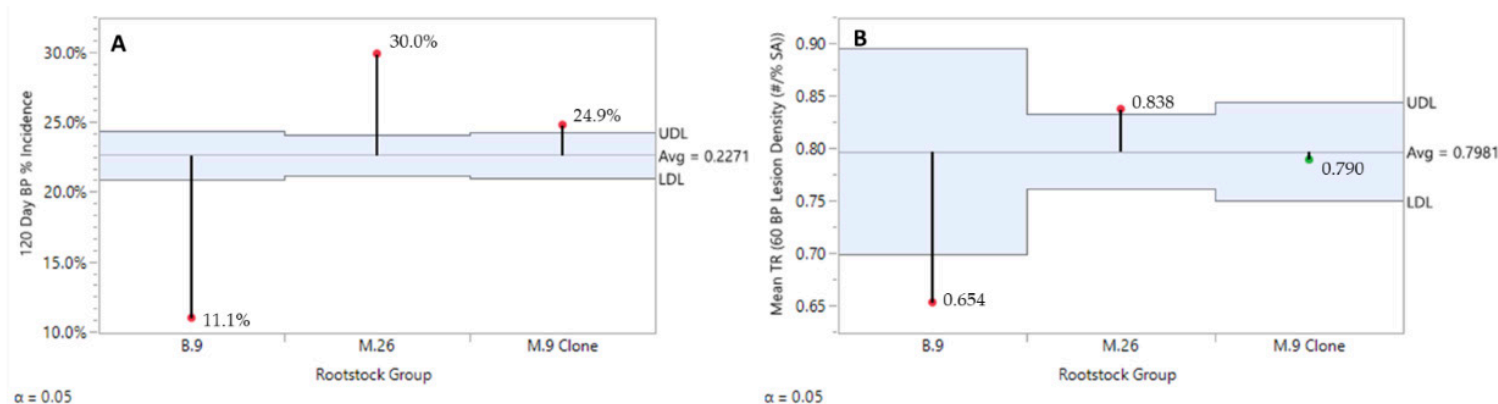 A
120 Day BP % Incidence
30.0%
25.0%
20.0%
15.0%
10.0%
30.0%
24.9%
11.1%
UDL
Avg = 0.2271
LDL
B.9 M.26 M.9 Clone
Rootstock Group
α = 0.05
B
Mean TR (60 BP Lesion Density (#/% SA))
0.90
0.85
0.80
0.75
0.70
0.65
0.838
0.790
0.654
UDL
Avg = 0.7981
LDL
B.9 M.26 M.9 Clone
Rootstock Group
α = 0.05